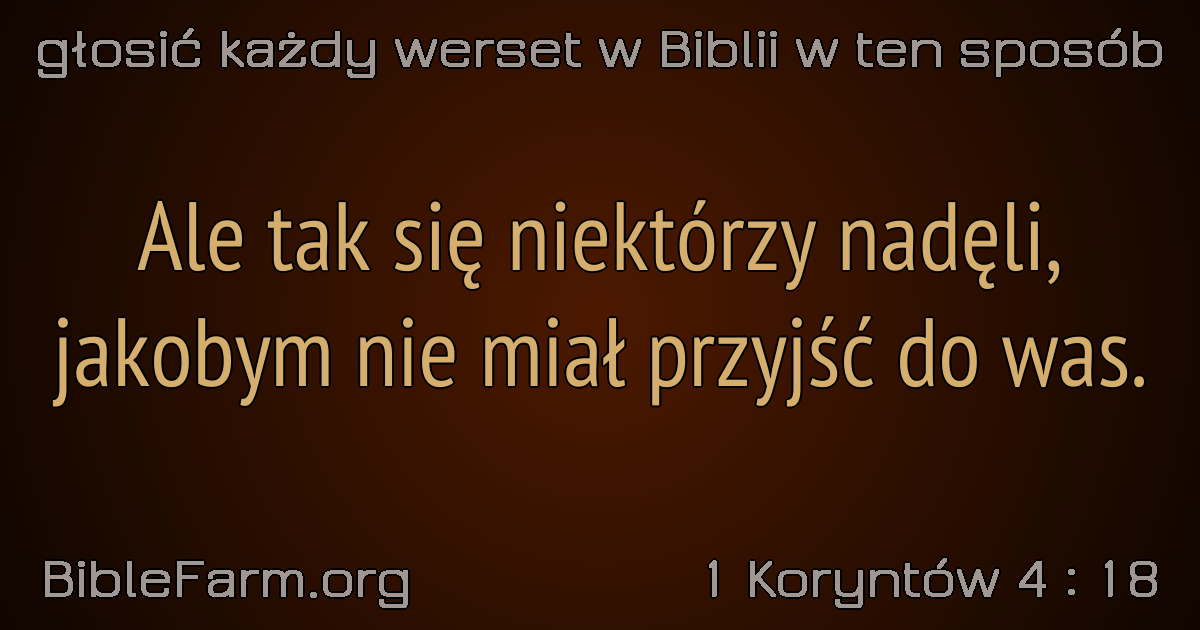 głosić każdy werset w Biblii w ten sposób
Ale tak się niektórzy nadęli,
jakobym nie miał przyjść do was.
BibleFarm.org
1 Koryntów 4 : 18